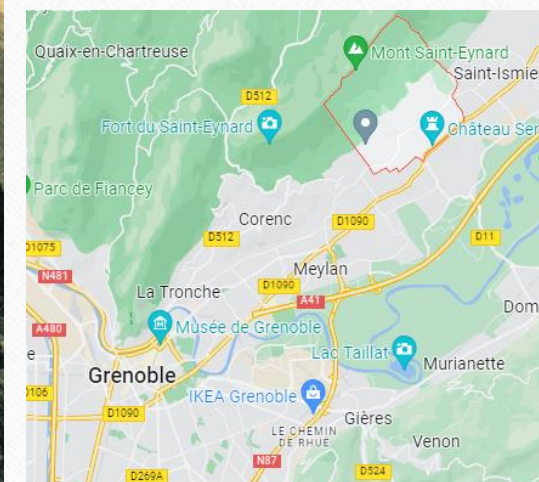 Quaix-en-Chartreuse
Mont Saint-Eynard
Saint-Ismie
D512
Fort du Saint-Eynard
Château Ser
Parc de Fiancey
Corenc
D1090
D512
D11
D1075
N481
Meylan
D1090
La Tronche
A41
Dom
A480
Musée de Grenoble
e
Lac Taillat
Murianette
Grenoble
D106
IKEA Grenoble
D1090
Gières
LE CHEMIN
DE RHUE
Venon
N87
D269A
D524